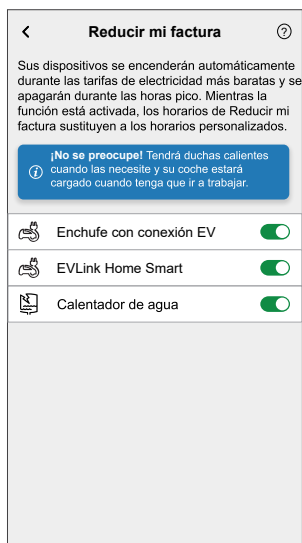 Reducir mi factura
Sus dispositivos se encenderán automáticamente
durante las tarifas de electricidad más baratas y se
apagarán durante las horas pico. Mientras la
función está activada, los horarios de Reducir mi
factura sustituyen a los horarios personalizados.
¡No se preocupe! Tendrá duchas calientes
cuando las necesite y su coche estará
cargado cuando tenga que ir a trabajar.
Enchufe con conexión EV
EVLink Home Smart
Calentador de agua